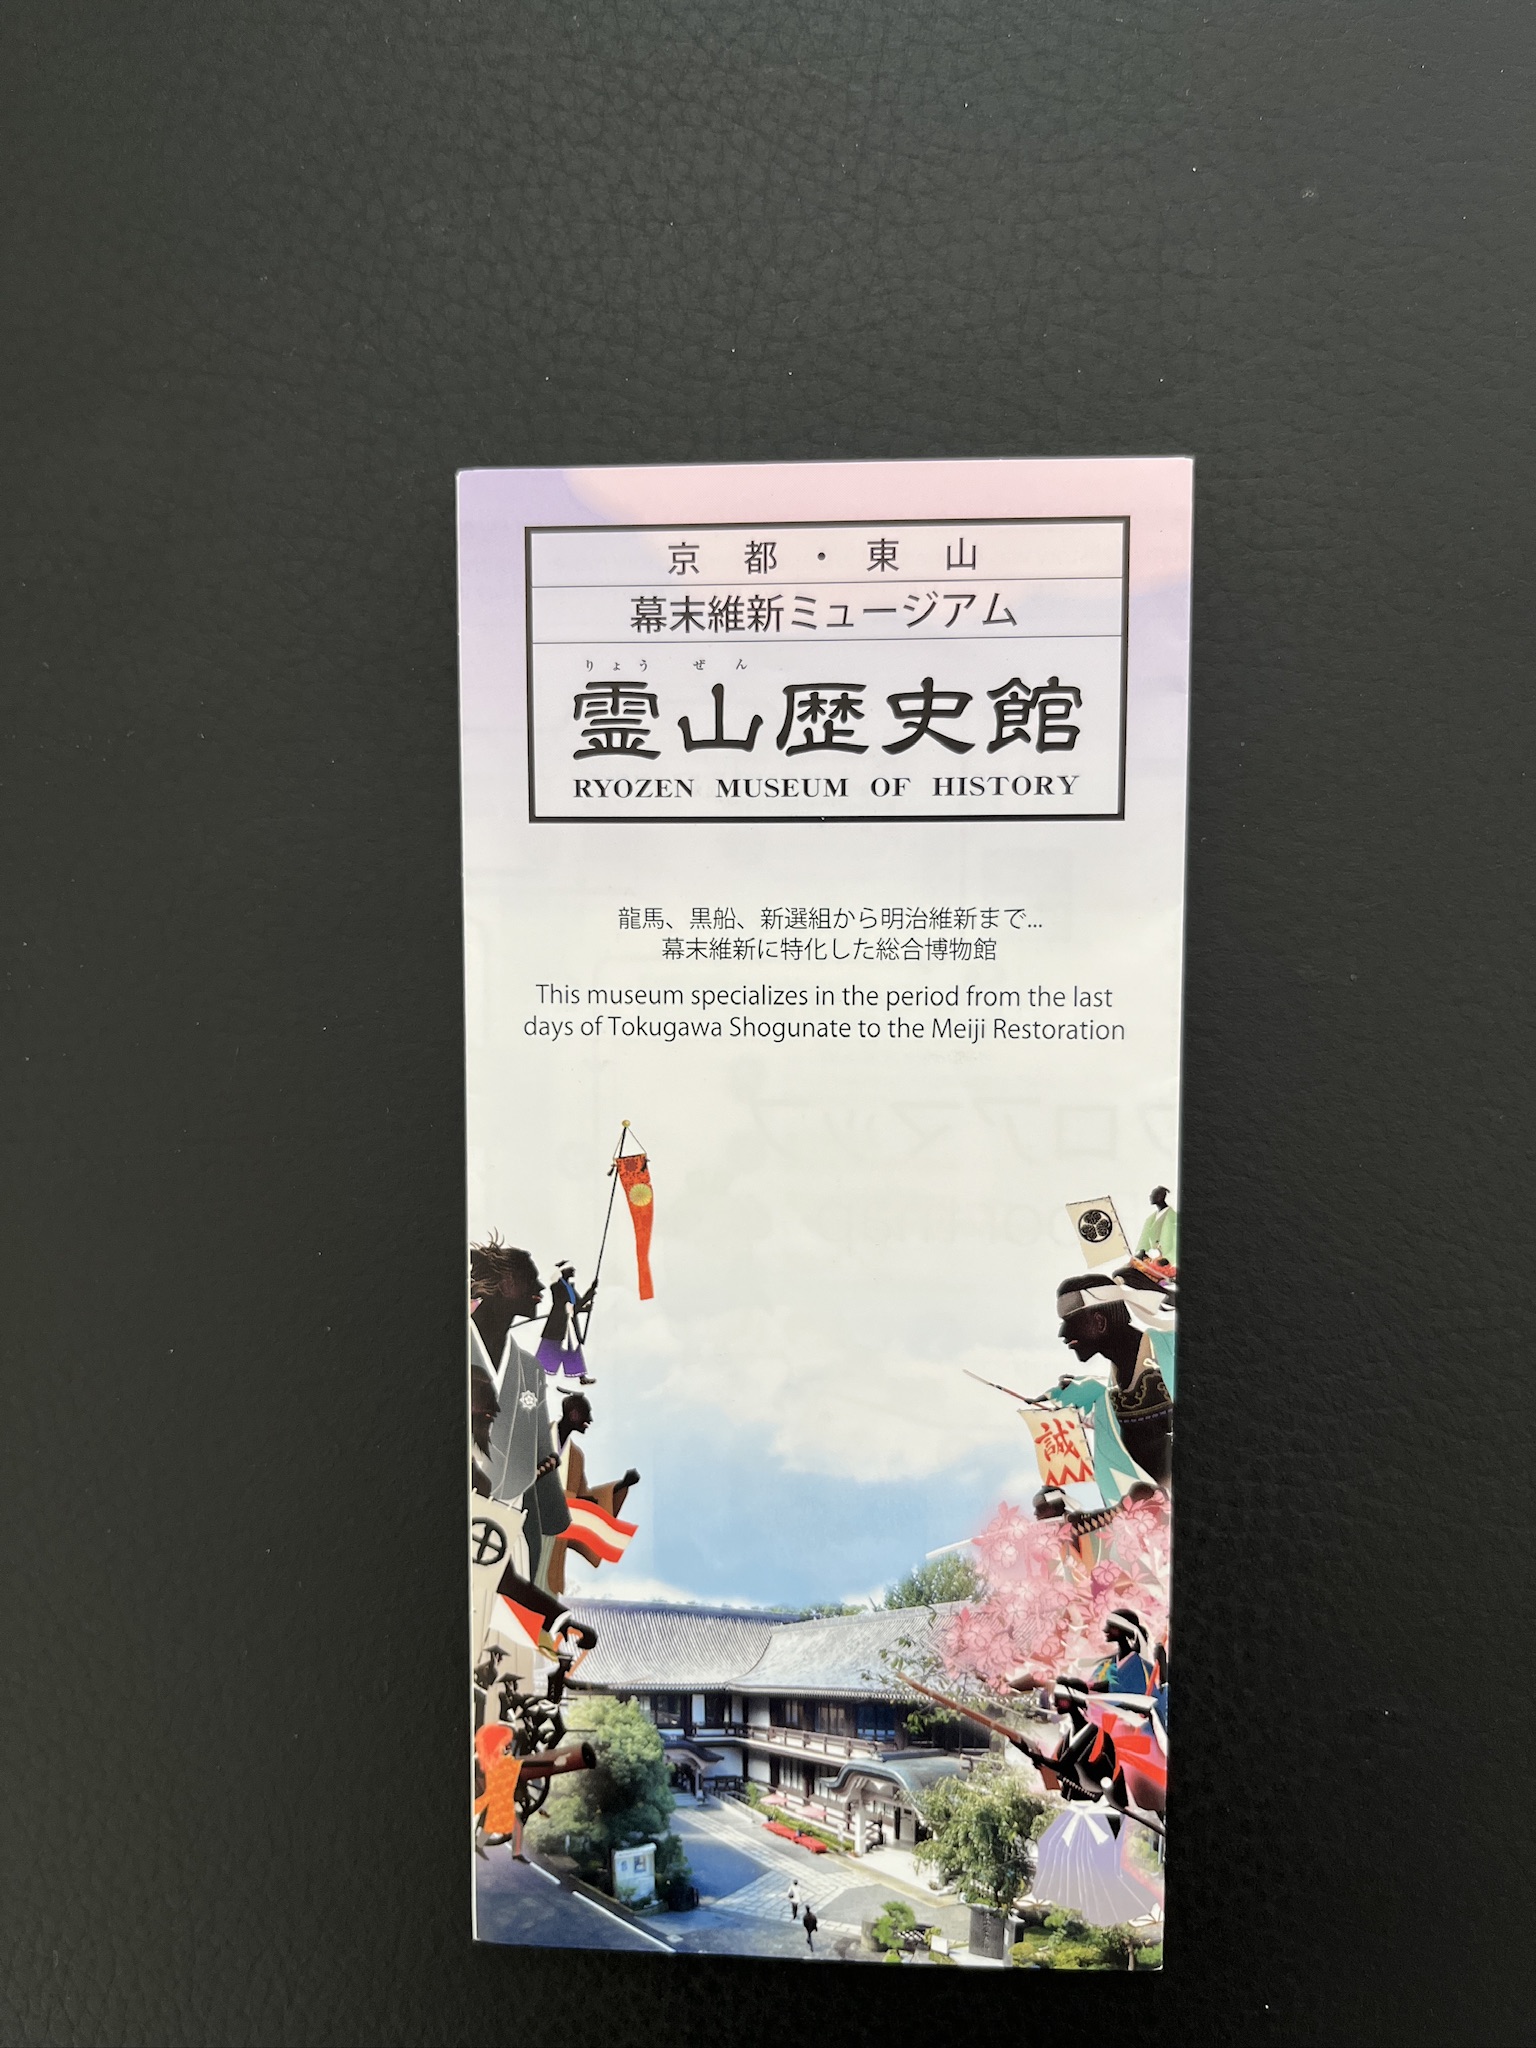 京都・東山
幕末維新ミュージアム
りょうぜん
霊山歴史館
RYOZEN MUSEUM OF HISTORY
龍馬、黒船、新選組から明治維新まで...
幕末維新に特化した総合博物館
This museum specializes in the period from the last
days of Tokugawa Shogunate to the Meiji Restoration
誠